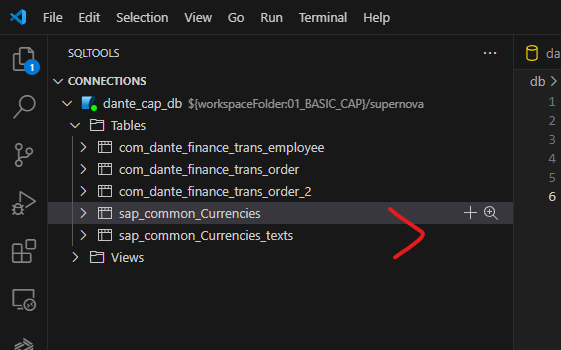 File Edit Selection View Go Run Terminal Help
SQLTOOLS ...
1
CONNECTIONS
dante_cap_db ${workspaceFolder:01_BASIC_CAP}/supernova
Tables
com_dante_finance_trans_employee
com_dante_finance_trans_order
com_dante_finance_trans_order_2
sap_common_Currencies
sap_common_Currencies_texts
Views
da
db >
1
2
3
4
5
6